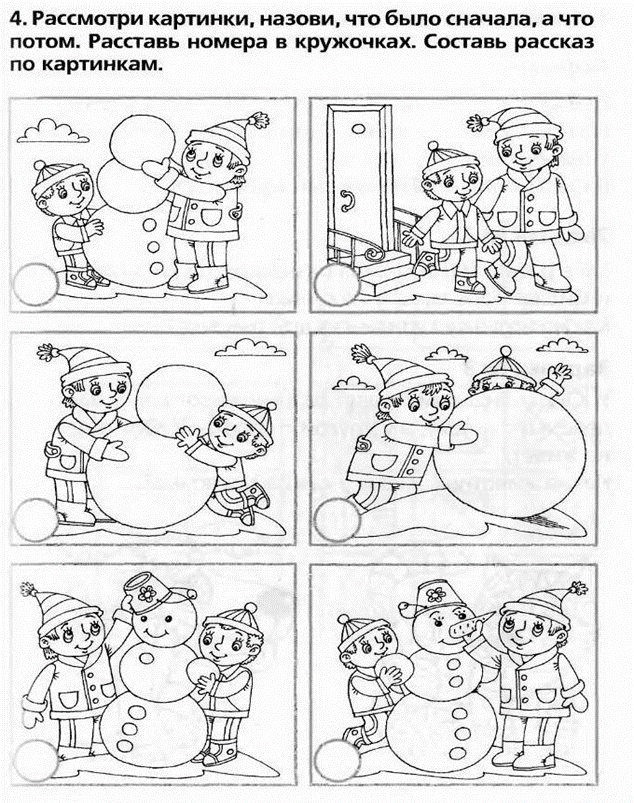 4. Рассмотри картинки, назови, что было сначала, а что
потом. Расставь номера в кружочках. Составь рассказ
по картинкам.